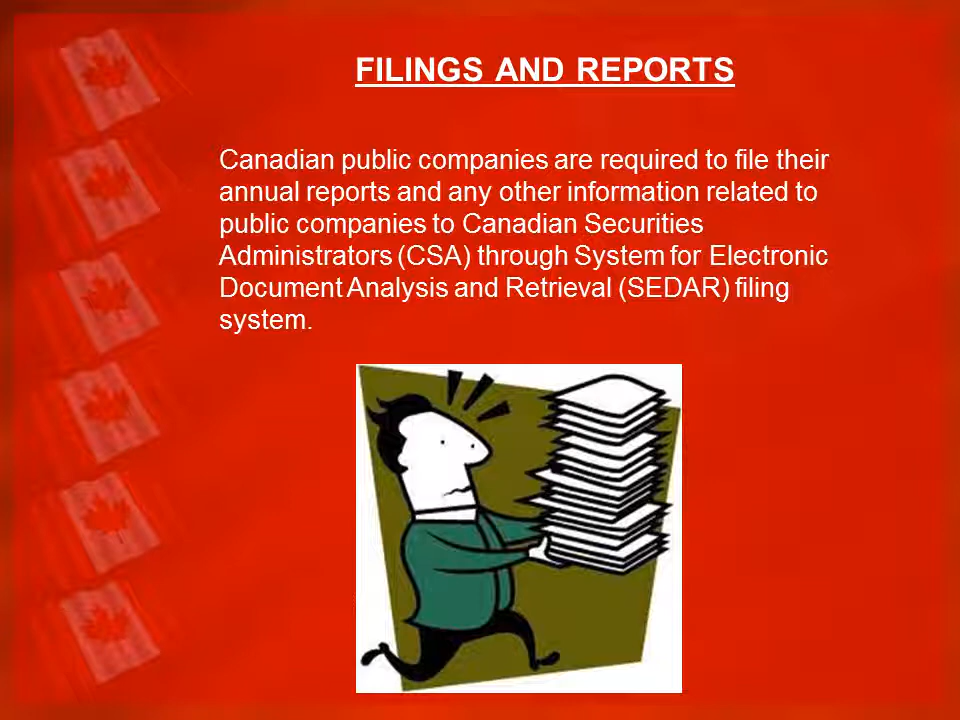 FILINGS AND REPORTS
Canadian public companies are required to file their
annual reports and any other information related to
public companies to Canadian Securities
Administrators (CSA) through System for Electronic
Document Analysis and Retrieval (SEDAR) filing
system.